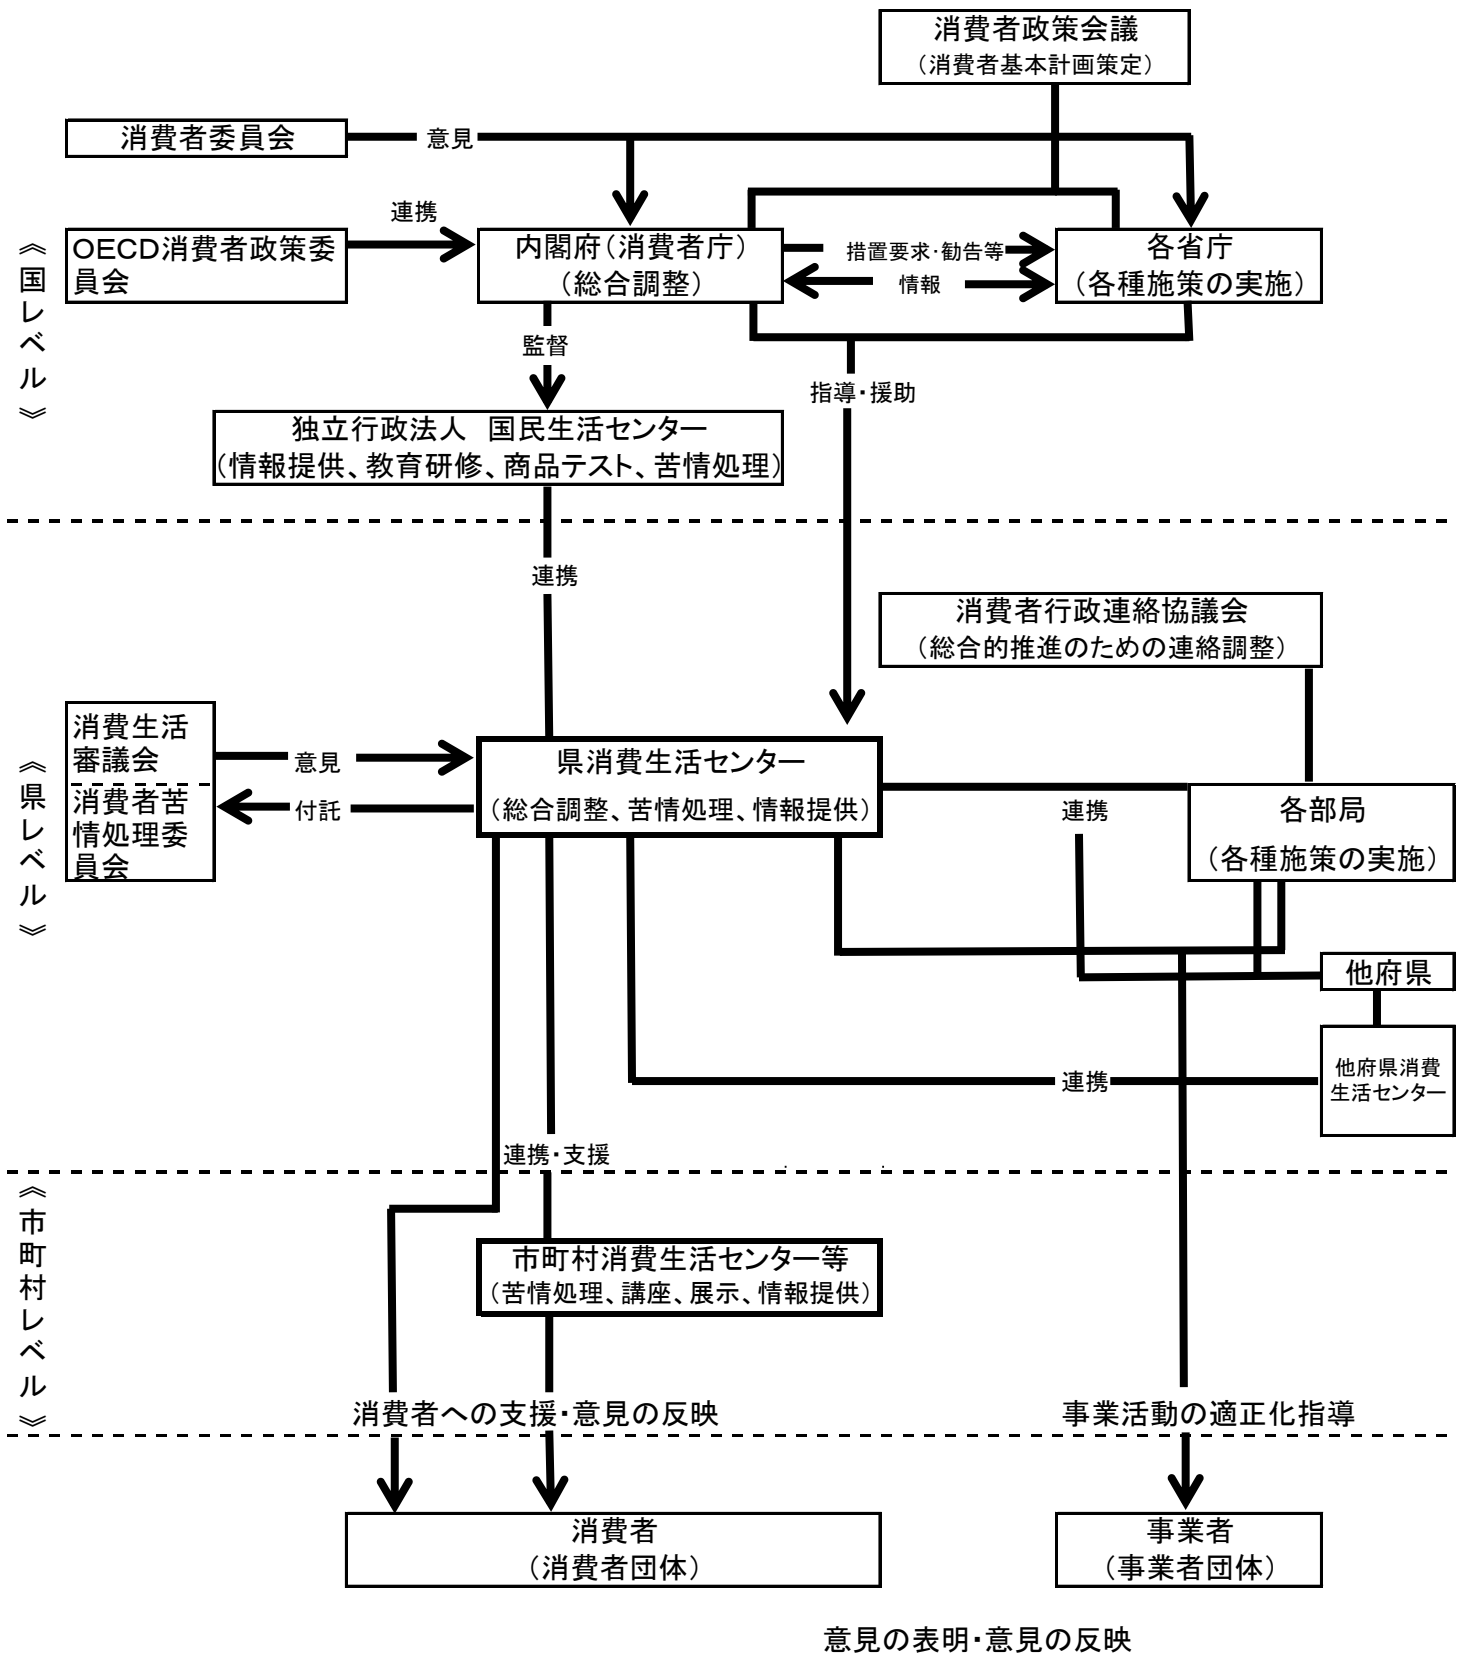 消費者政策会議
（消費者基本計画策定）
消費者委員会
意見
連携
《国レベル》
OECD消費者政策委
員会
内閣府（消費者庁）
（総合調整）
措置要求・勧告等
情報
各省庁
（各種施策の実施）
監督
指導・援助
独立行政法人　国民生活センター
（情報提供、教育研修、商品テスト、苦情処理）
連携
消費者行政連絡協議会
（総合的推進のための連絡調整）
《県レベル》
消費生活
審議会
消費者苦
情処理委
員会
意見
付託
県消費生活センター
（総合調整、苦情処理、情報提供）
連携
各部局
（各種施策の実施）
他府県
他府県消費
生活センター
連携
連携・支援
《市町村レベル》
市町村消費生活センター等
（苦情処理、講座、展示、情報提供）
消費者への支援・意見の反映
事業活動の適正化指導
消費者
（消費者団体）
事業者
（事業者団体）
意見の表明・意見の反映